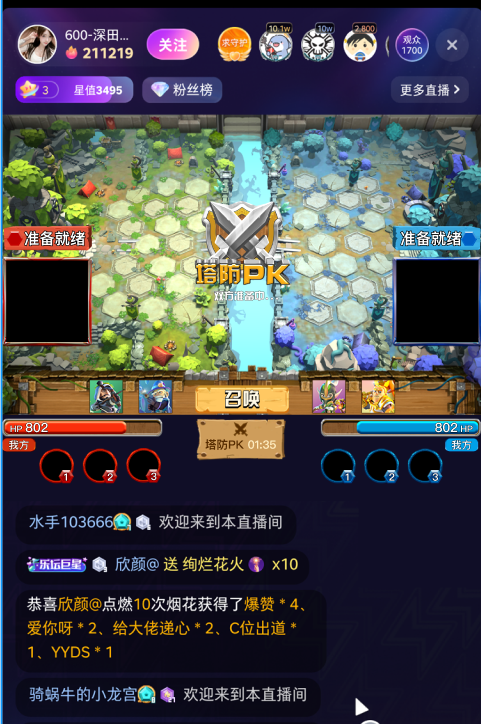 600-深田...
211219
关注
求守护
10.1w
10w
2,800
观众
1700
3
星值3495
粉丝榜
更多直播
准备就绪
准备就绪
塔防PK
双方准备中...
召唤
HP 802
802 HP
我方
塔防PK 01:35
我方
1
2
3
1
2
3
水手103666 欢迎来到本直播间
乐坛巨星 欣颜@ 送 绚烂花火 x10
恭喜欣颜@点燃10次烟花获得了爆赞 * 4、
爱你呀 * 2、给大佬递心 * 2、C位出道 *
1、YYDS * 1
骑蜗牛的小龙宫 欢迎来到本直播间